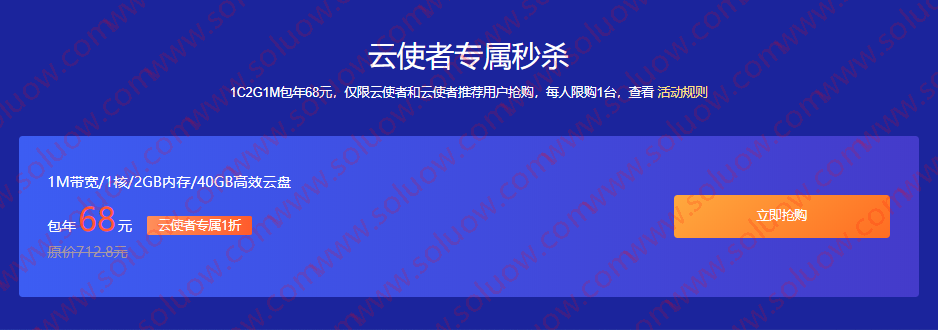 云使者专属秒杀
1C2G1M包年68元，仅限云使者和云使者推荐用户抢购，每人限购1台，查看 活动规则
1M带宽/1核/2GB内存/40GB高效云盘
包年68元 云使者专属1折
原价712.8元
立即抢购
www.soluow.com